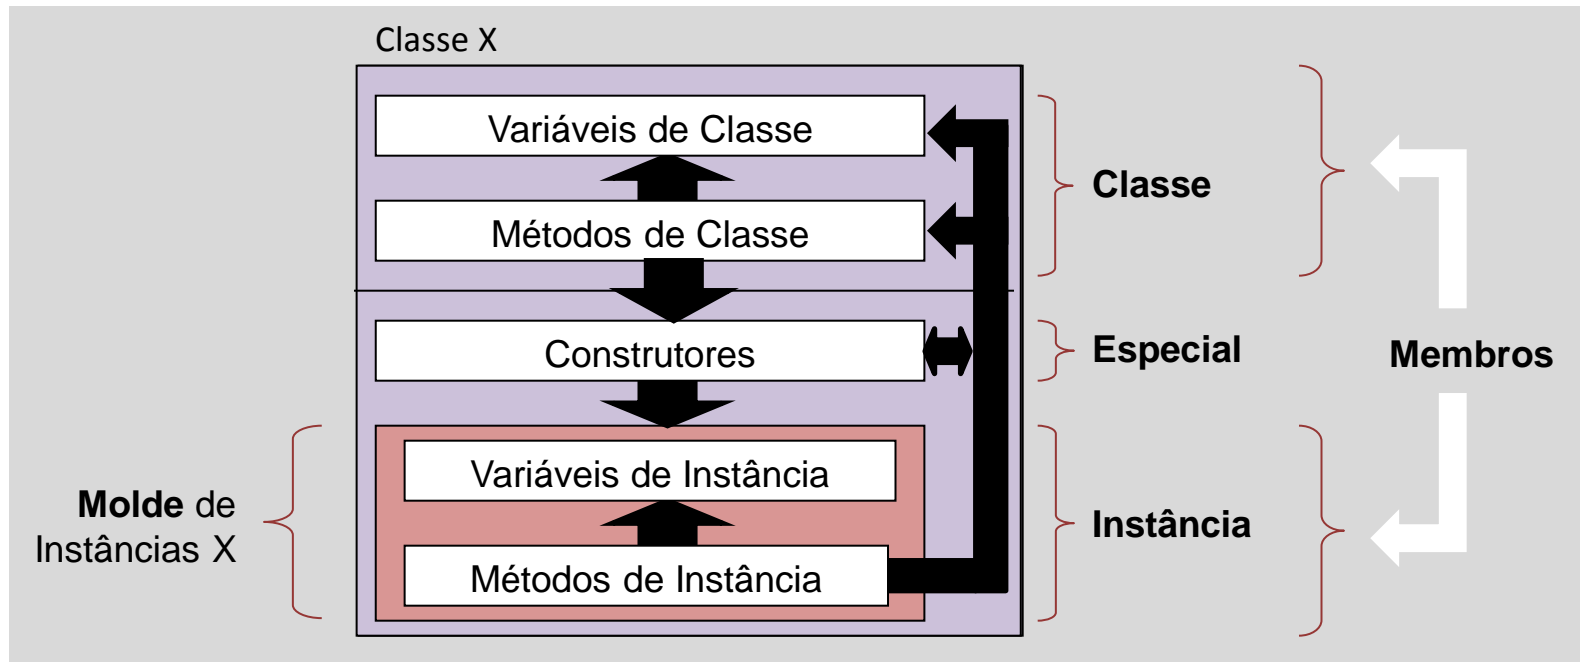 Classe X
Variáveis de Classe
Métodos de Classe
Classe
Construtores
Especial
Membros
Variáveis de Instância
Molde de
Instâncias X
Instância
Métodos de Instância